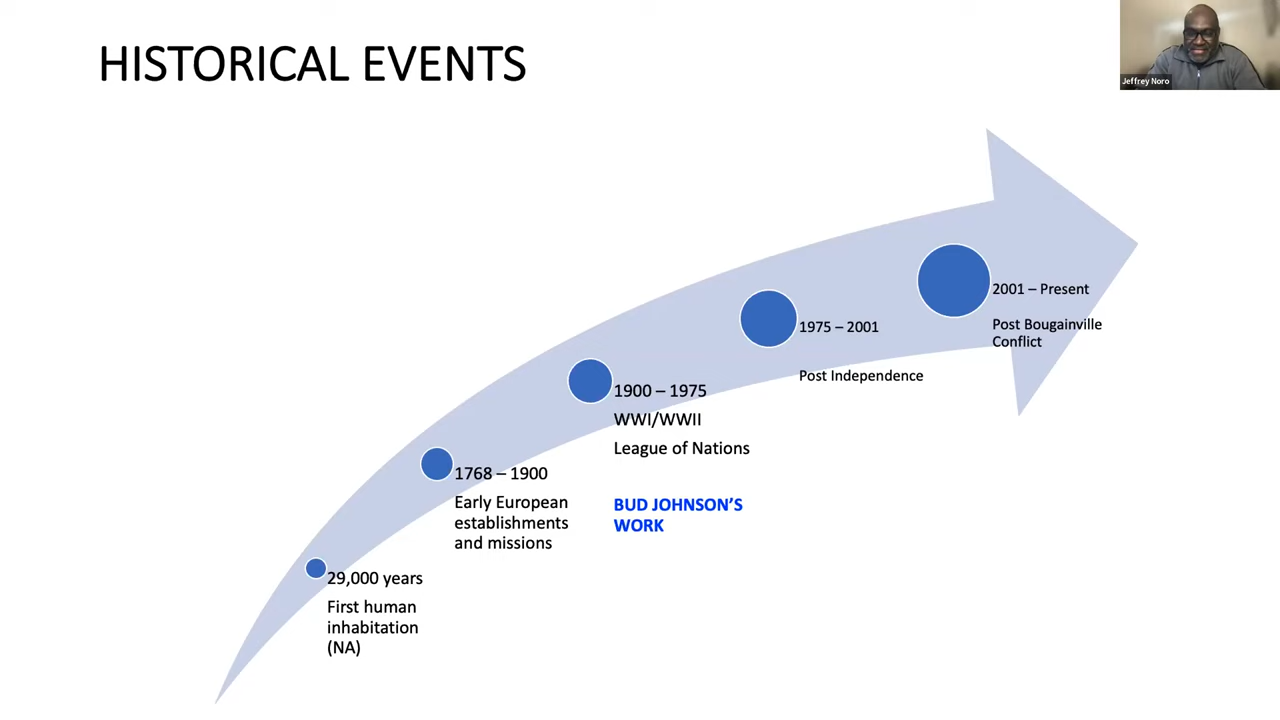 HISTORICAL EVENTS
Jeffrey Noro
29,000 years
First human
inhabitation
(NA)
1768 – 1900
Early European
establishments
and missions
1900 – 1975
WWI/WWII
League of Nations
BUD JOHNSON’S
WORK
1975 – 2001
Post Independence
2001 – Present
Post Bougainville
Conflict